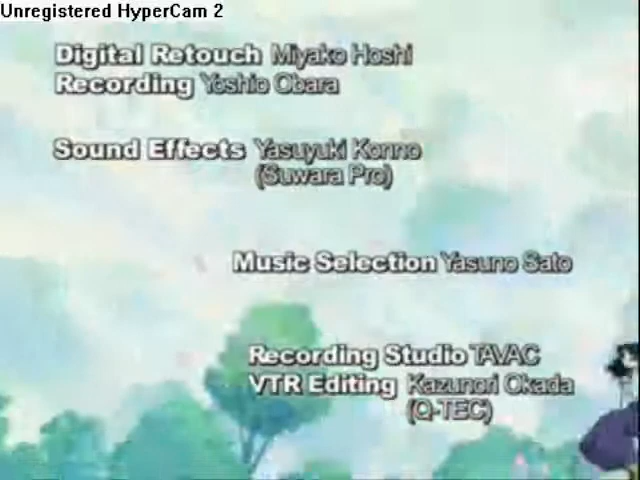 Unregistered HyperCam 2
Digital Retouch Miyako Hoshi
Recording Yoshio Obara
Sound Effects Yasuyuki Konno
(Suwara Pro)
Music Selection Yasuno Sato
Recording Studio TAVAC
VTR Editing Kazunori Okada
(Q-TEC)